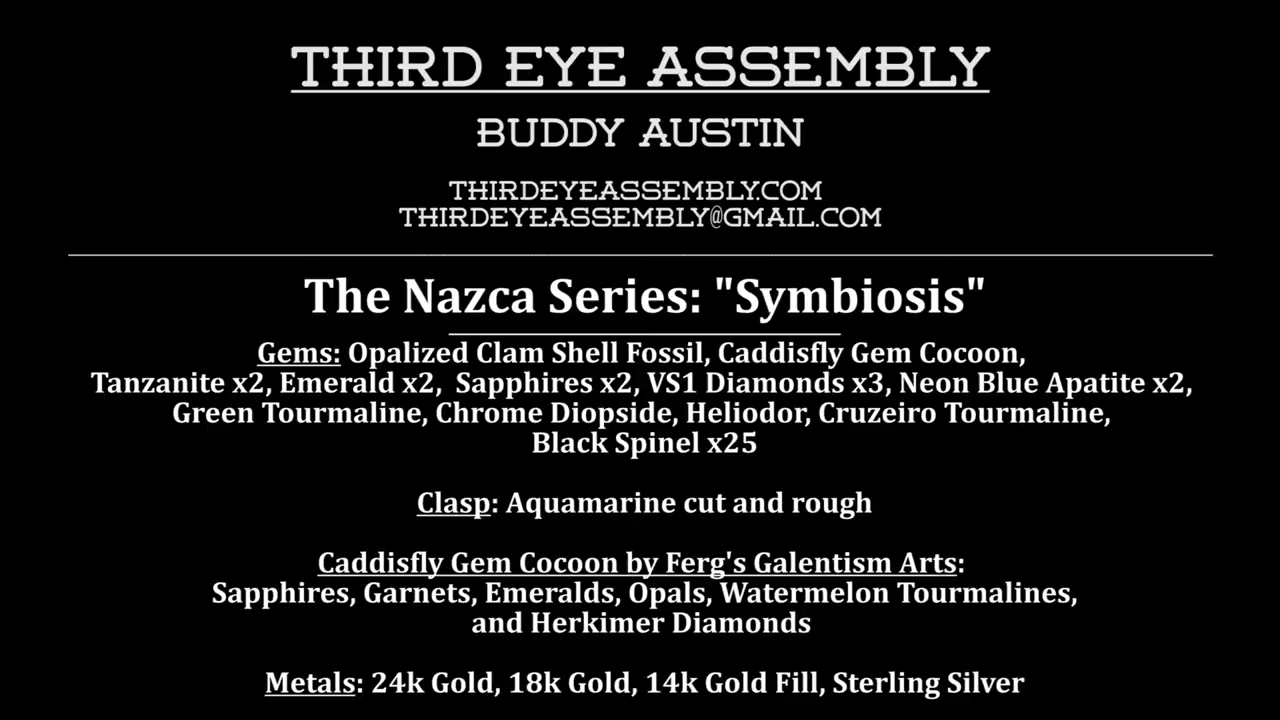 THIRD EYE ASSEMBLY
BUDDY AUSTIN
THIRDEYEASSEMBLY.COM
THIRDEYEASSEMBLY@GMAIL.COM
The Nazca Series: "Symbiosis"
Gems: Opalized Clam Shell Fossil, Caddisfly Gem Cocoon,
Tanzanite x2, Emerald x2, Sapphires x2, VS1 Diamonds x3, Neon Blue Apatite x2,
Green Tourmaline, Chrome Diopside, Heliodor, Cruzeiro Tourmaline,
Black Spinel x25
Clasp: Aquamarine cut and rough
Caddisfly Gem Cocoon by Ferg's Galentism Arts:
Sapphires, Garnets, Emeralds, Opals, Watermelon Tourmalines,
and Herkimer Diamonds
Metals: 24k Gold, 18k Gold, 14k Gold Fill, Sterling Silver